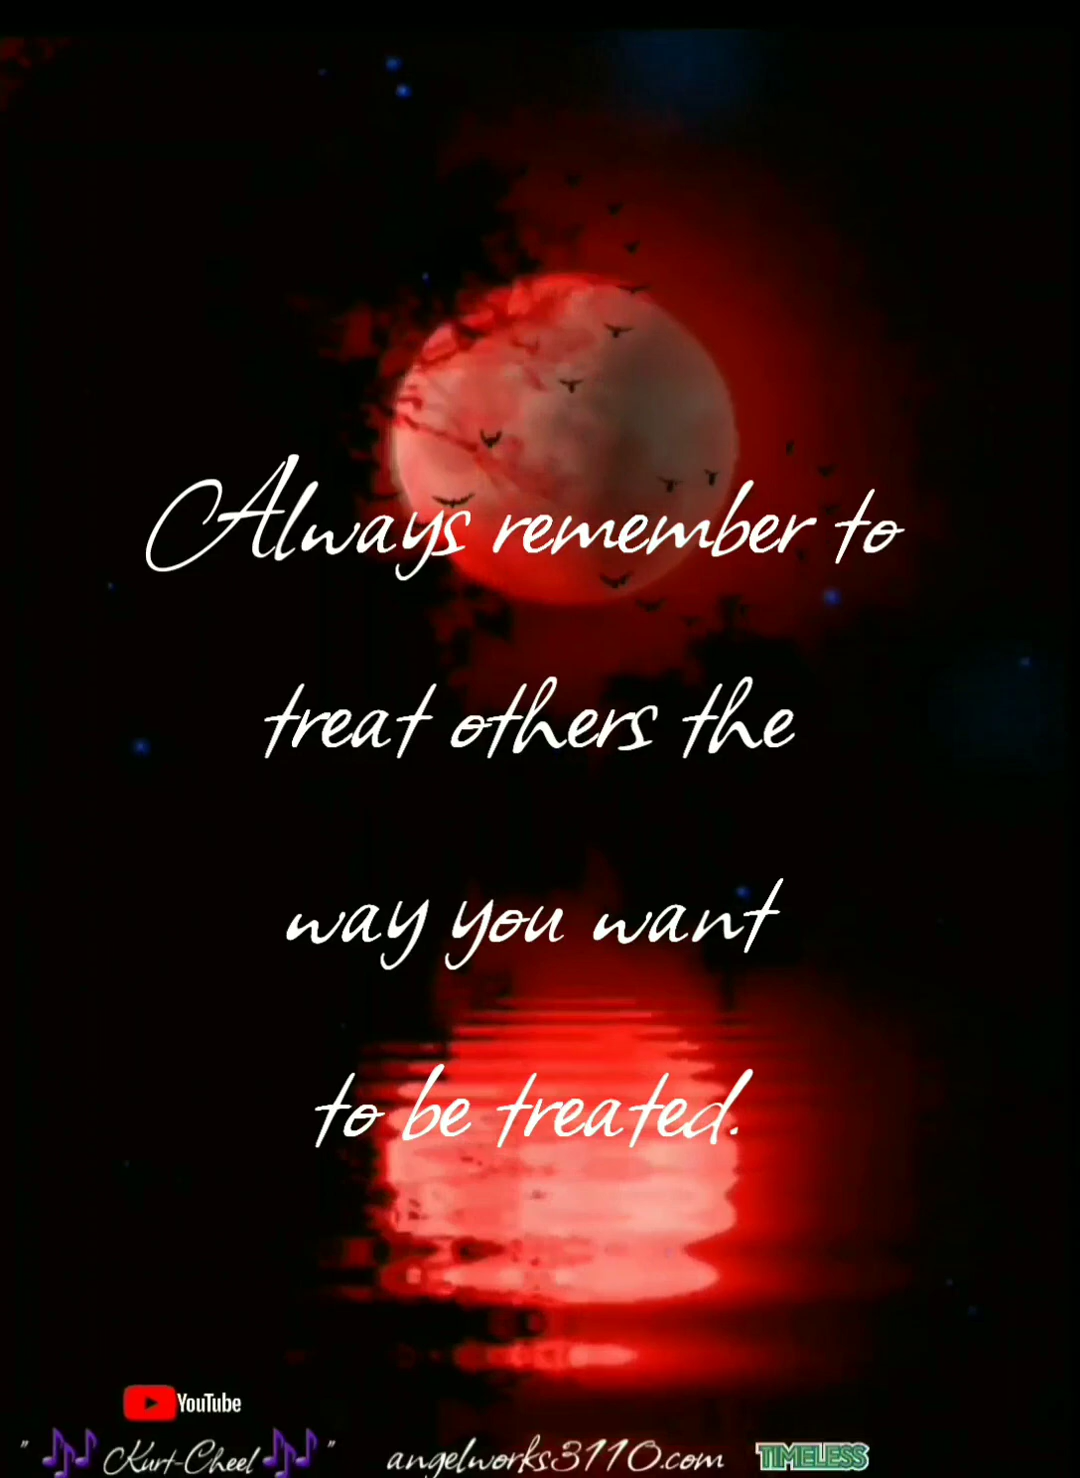 Always remember to
treat others the
way you want
to be treated.
YouTube
" 🎶 Kurt-Cheel 🎶 " angelworks3110.com TIMELESS